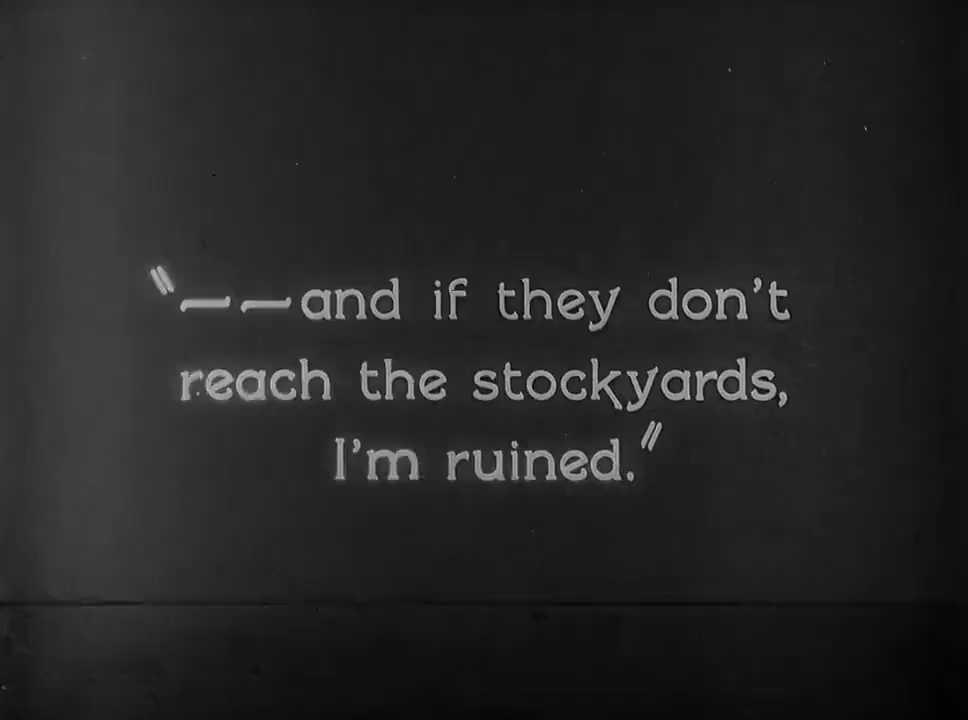 "——and if they don't
reach the stockyards,
I'm ruined."